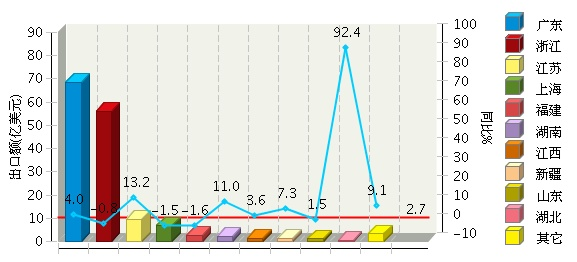 90
80
70
60
50
40
30
20
10
0
出口额(亿美元)
4.0
-0.8
13.2
-1.5
-1.6
11.0
3.6
7.3
1.5
92.4
9.1
2.7
100
90
80
70
60
50
40
30
20
10
0
-10
同比%
广东
浙江
江苏
上海
福建
湖南
江西
新疆
山东
湖北
其它